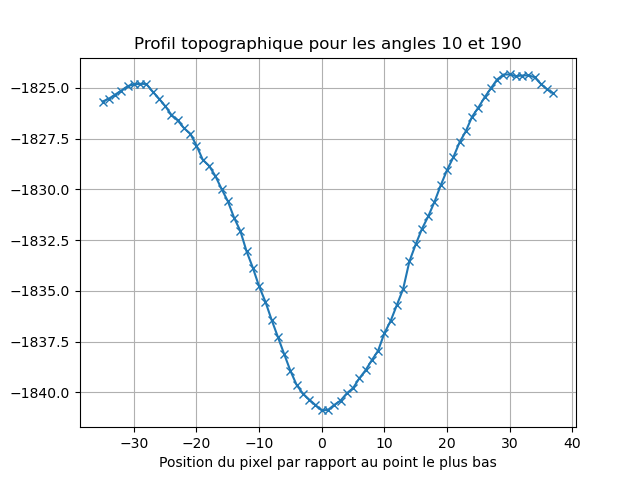 Profil topographique pour les angles 10 et 190
−1825.0
−1827.5
−1830.0
−1832.5
−1835.0
−1837.5
−1840.0
−30 −20 −10 0 10 20 30 40
Position du pixel par rapport au point le plus bas